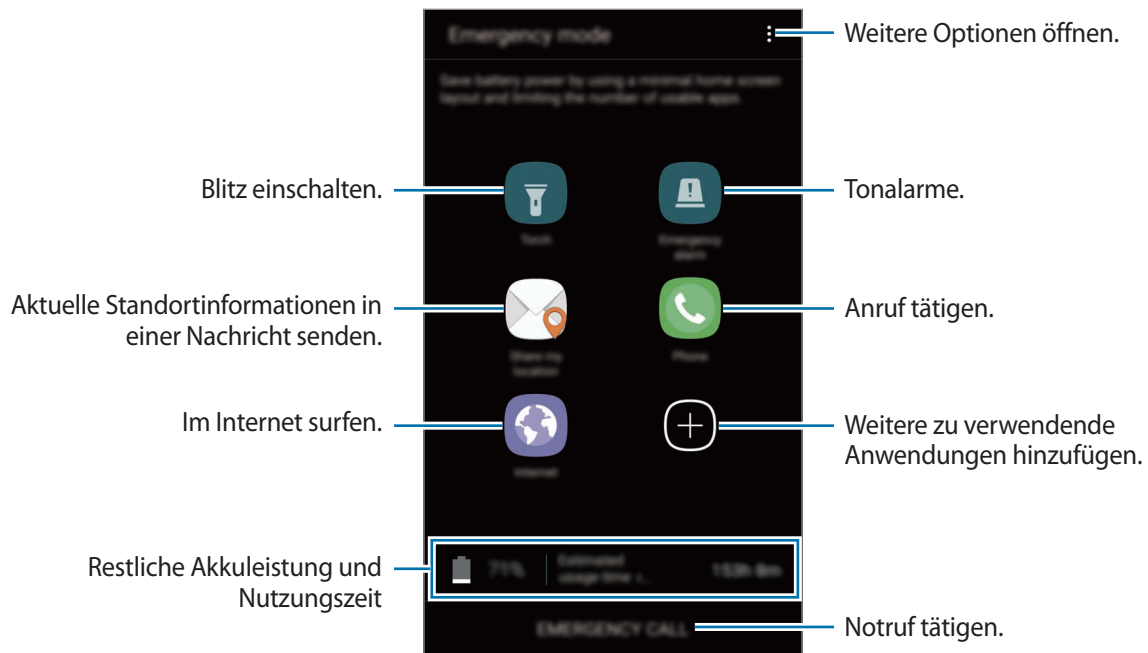 Emergency mode
Weitere Optionen öffnen.
Save battery power by using a minimal home screen
layout and limiting the number of usable apps.
Blitz einschalten.
Tonalarme.
Torch
Emergency
alarm
Aktuelle Standortinformationen in
einer Nachricht senden.
Anruf tätigen.
Share my
location
Phone
Im Internet surfen.
Weitere zu verwendende
Anwendungen hinzufügen.
Internet
Restliche Akkuleistung und
Nutzungszeit
71%
Estimated
usage time
153h 8m
EMERGENCY CALL
Notruf tätigen.